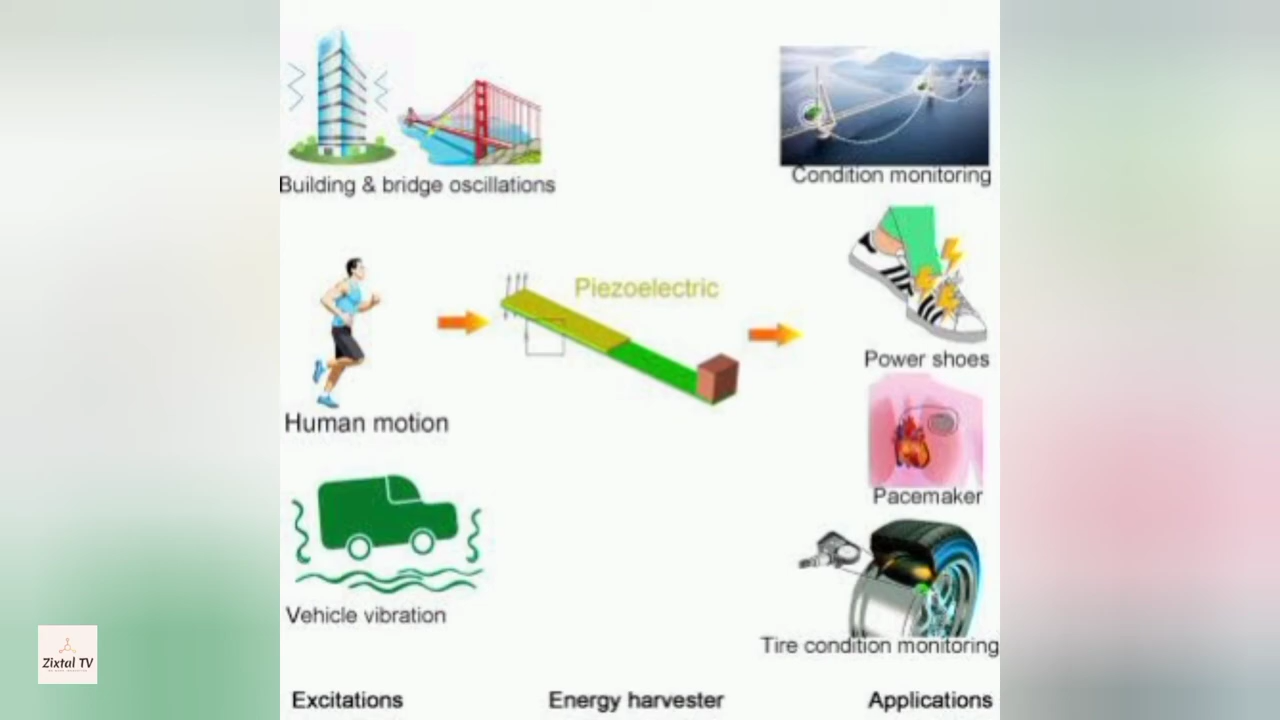 Building & bridge oscillations
Condition monitoring
Piezoelectric
Power shoes
Human motion
Pacemaker
Vehicle vibration
Tire condition monitoring
Zixtal TV
Excitations
Energy harvester
Applications